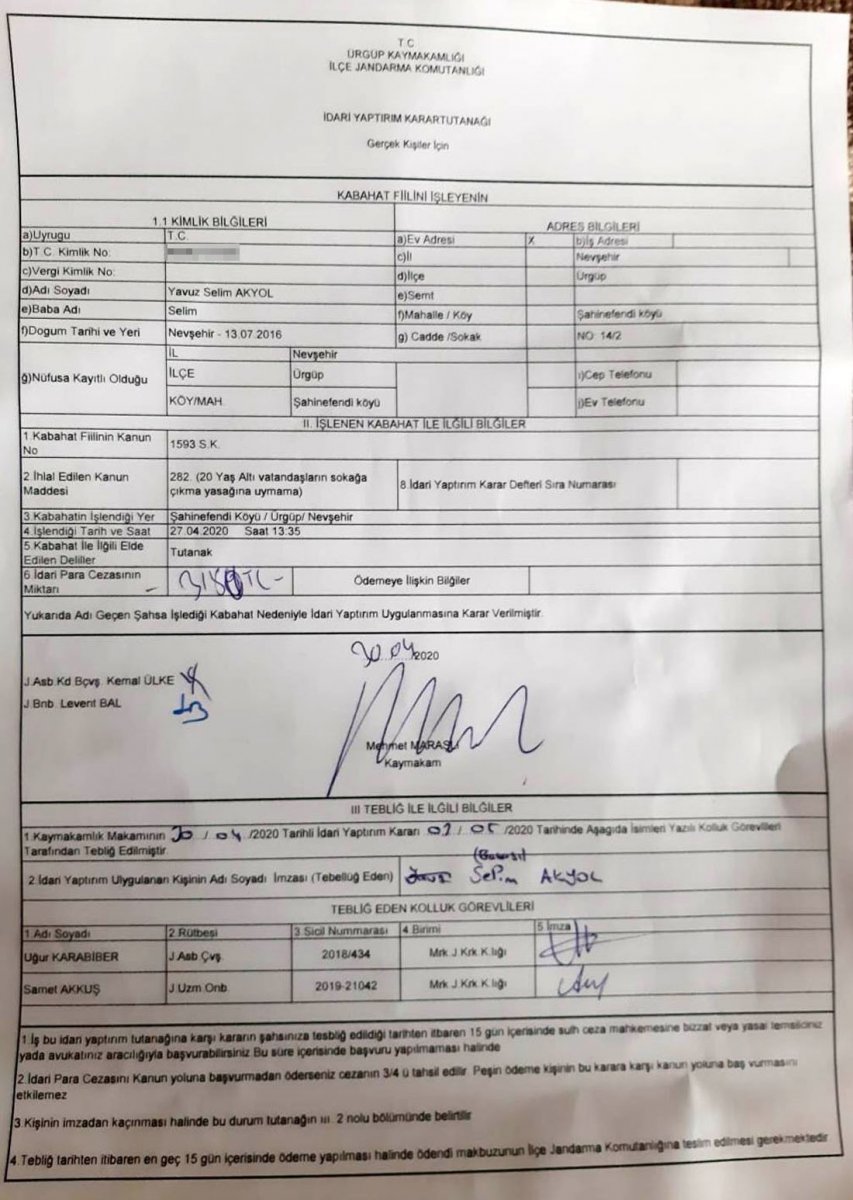 T.C
ÜRGÜP KAYMAKAMLIĞI
İLÇE JANDARMA KOMUTANLIĞI
İDARİ YAPTIRIM KARARTUTANAĞI
Gerçek Kişiler İçin
KABAHAT FİİLİNİ İŞLEYENİN
1.1 KİMLİK BİLGİLERİ ADRES BİLGİLERİ
a)Uyrugu T.C. a)Ev Adresi X b)İş Adresi
b)T.C. Kimlik No: c)İl Nevşehir
c)Vergi Kimlik No: d)İlçe Ürgüp
d)Adı Soyadı Yavuz Selim AKYOL e)Semt
e)Baba Adı Selim f)Mahalle / Köy Şahinefendi köyü
f)Dogum Tarihi ve Yeri Nevşehir - 13.07.2016 g) Cadde /Sokak NO: 14/2
ğ)Nüfusa Kayıtlı Olduğu İL Nevşehir
İLÇE Ürgüp ı)Cep Telefonu
KÖY/MAH. Şahinefendi köyü j)Ev Telefonu
II. İŞLENEN KABAHAT İLE İLGİLİ BİLGİLER
1.Kabahat Fiilinin Kanun No 1593 S.K.
2.İhlal Edilen Kanun Maddesi 282. (20 Yaş Altı vatandaşların sokağa çıkma yasağına uymama) 8.İdari Yaptırım Karar Defteri Sıra Numarası
3.Kabahatin İşlendiği Yer Şahinefendi Köyü / Ürgüp/ Nevşehir
4.İşlendiği Tarih ve Saat 27.04.2020 Saat 13:35
5.Kabahat İle İlgili Elde Edilen Deliller Tutanak
6.İdari Para Cezasının Miktarı TL- Ödemeye İlişkin Bilgiler
Yukarıda Adı Geçen Şahsa İşlediği Kabahat Nedeniyle İdari Yaptırım Uygulanmasına Karar Verilmiştir.
30.04.2020
J.Asb.Kd.Bçvş. Kemal ÜLKE
J.Bnb. Levent BAL
Mehmet MARAŞLI
Kaymakam
III TEBLİĞ İLE İLGİLİ BİLGİLER
1.Kaymakamlık Makamının 30 / 04 /2020 Tarihli İdari Yaptırım Kararı 01 / 05 /2020 Tarihinde Aşagıda İsimleri Yazılı Kolluk Görevlileri
Tarafından Tebliğ Edilmiştir.
(Babası)
2.İdari Yaptırım Ulygulanan Kişinin Adı Soyadı İmzası (Tebellüğ Eden) Selim AKYOL
TEBLİĞ EDEN KOLLUK GÖREVLİLERİ
1.Adı Soyadı 2.Rütbesi 3.Sicil Nummarası 4.Birimi 5.İmza
Uğur KARABİBER J.Asb.Çvş. 2018/434 Mrk.J.Krk.K.lığı
Samet AKKUŞ J.Uzm.Onb. 2019-21042 Mrk.J.Krk.K.lığı
1.İş bu idari yaptırım tutanağına karşı kararın şahsınıza tesbliğ edildiği tarihten itbaren 15 gün içerisinde sulh ceza mahkemesine bizzat veya yasal temsilciniz
yada avukatınız aracılığıyla başvurabilirsiniz.Bu süre içerisinde başvuru yapılmaması halinde
2.İdari Para Cezasını Kanun yoluna başvurmadan öderseniz cezanın 3/4 ü tahsil edilir. Peşin ödeme kişinin bu karara karşı kanun yoluna baş vurmasını
etkilemez
3.Kişinin imzadan kaçınması halinde bu durum tutanağın III. 2 nolu bölümünde belirtilir
4.Tebliğ tarihten itibaren en geç 15 gün içerisinde ödeme yapılması halinde ödendi makbuzunun İlçe Jandarma Komutanlığına teslim edilmesi gerekmektedir